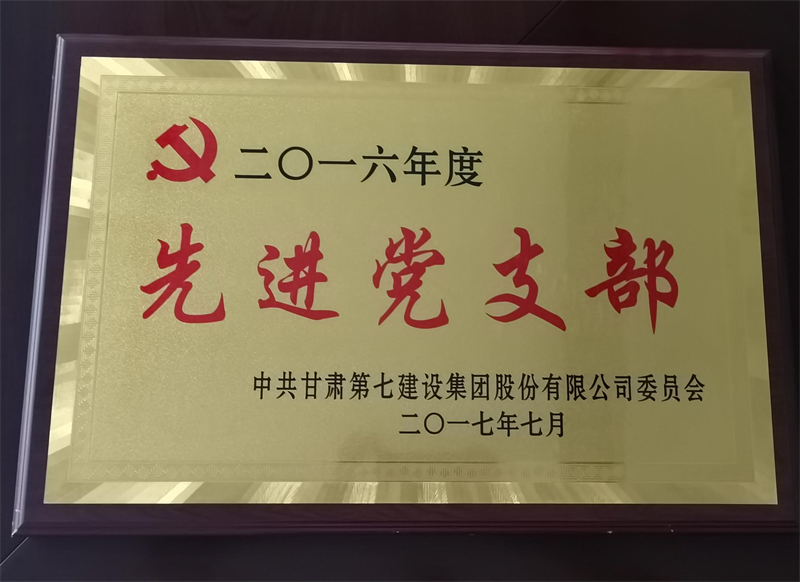 二〇一六年度
先进党支部
中共甘肃第七建设集团股份有限公司委员会
二〇一七年七月